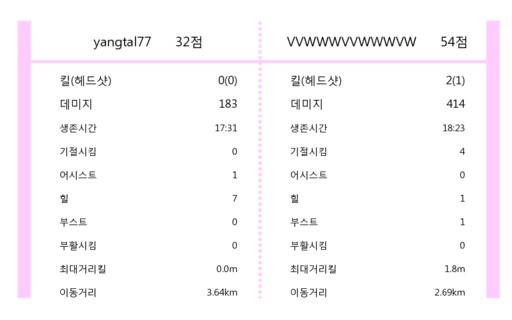 yangtal77 32점 VVWWWVVWWWVW 54점
킬(헤드샷) 0(0) 킬(헤드샷) 2(1)
데미지 183 데미지 414
생존시간 17:31 생존시간 18:23
기절시킴 0 기절시킴 4
어시스트 1 어시스트 0
힐 7 힐 1
부스트 0 부스트 1
부활시킴 0 부활시킴 0
최대거리킬 0.0m 최대거리킬 1.8m
이동거리 3.64km 이동거리 2.69km